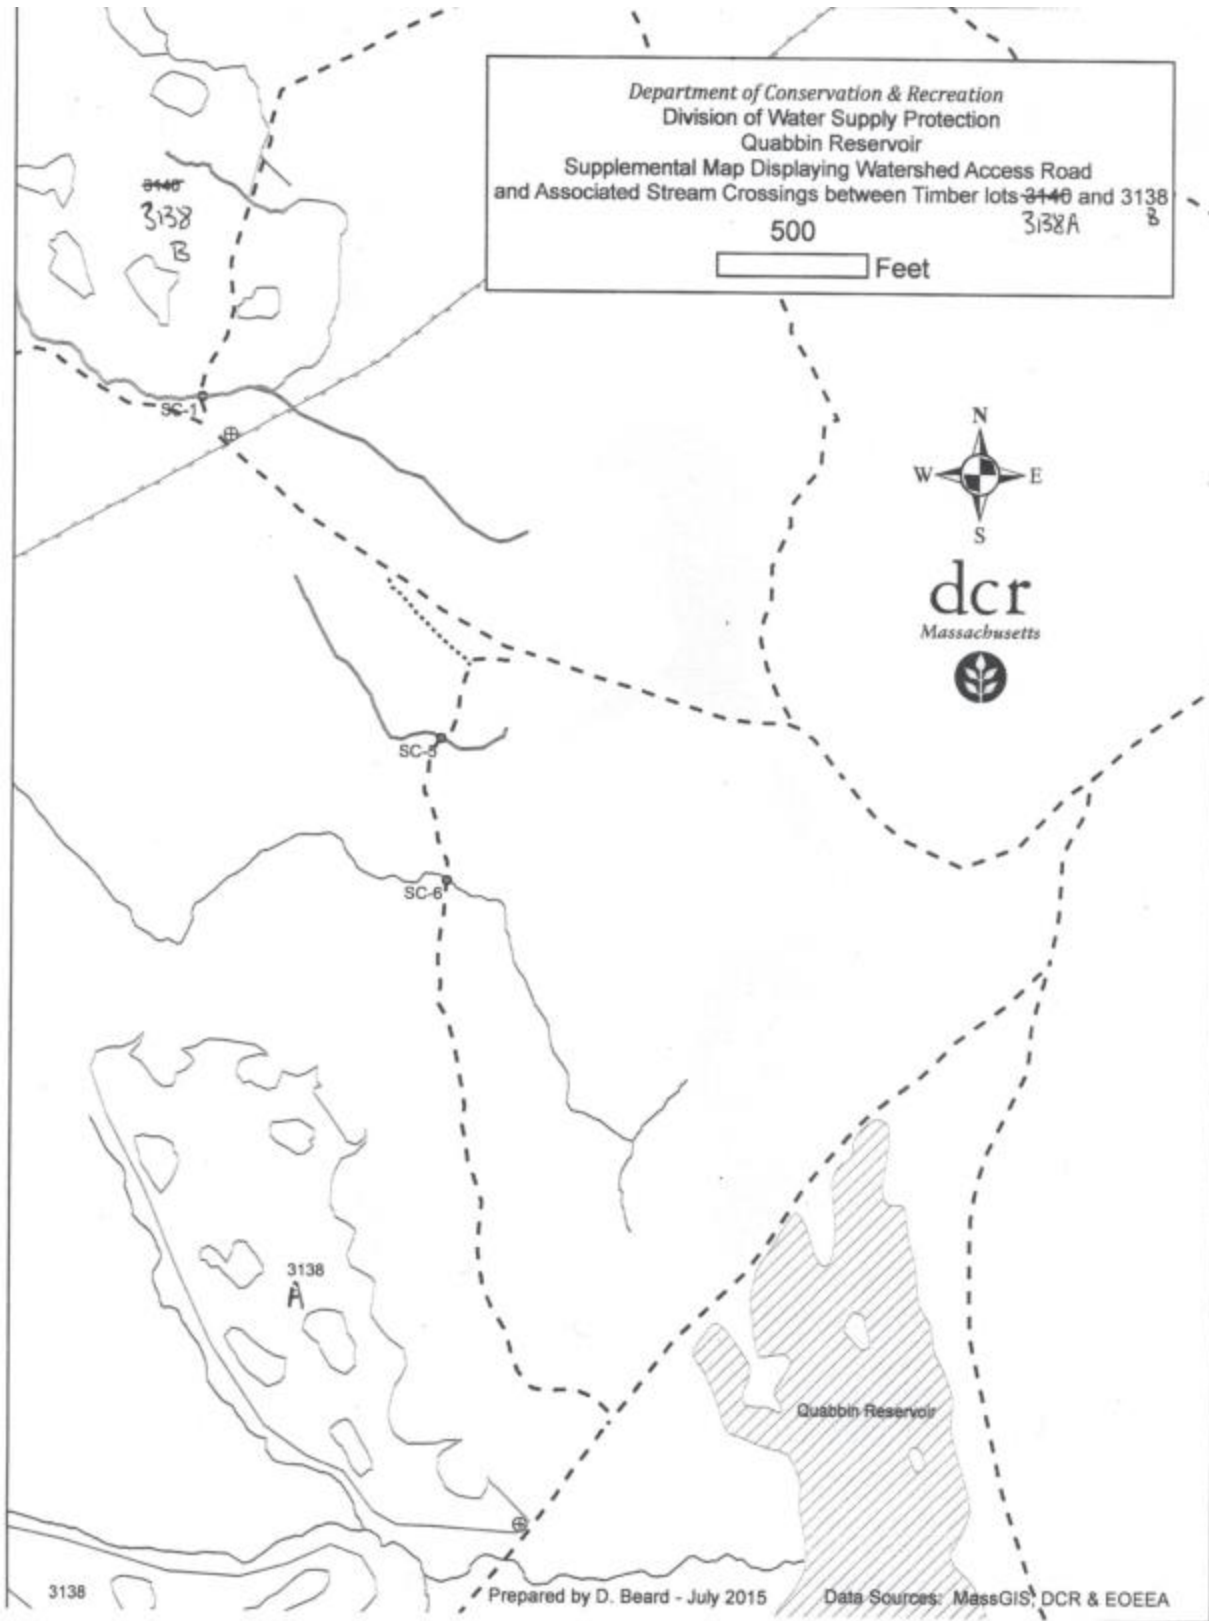 Department of Conservation & Recreation
Division of Water Supply Protection
Quabbin Reservoir
Supplemental Map Displaying Watershed Access Road
and Associated Stream Crossings between Timber lots 3140 and 3138
3138A B
500
Feet
3140
3138
B
SC-1
N
W E
S
dcr
Massachusetts
SC-5
SC-6
3138
A
Quabbin Reservoir
3138
Prepared by D. Beard - July 2015
Data Sources: MassGIS, DCR & EOEEA